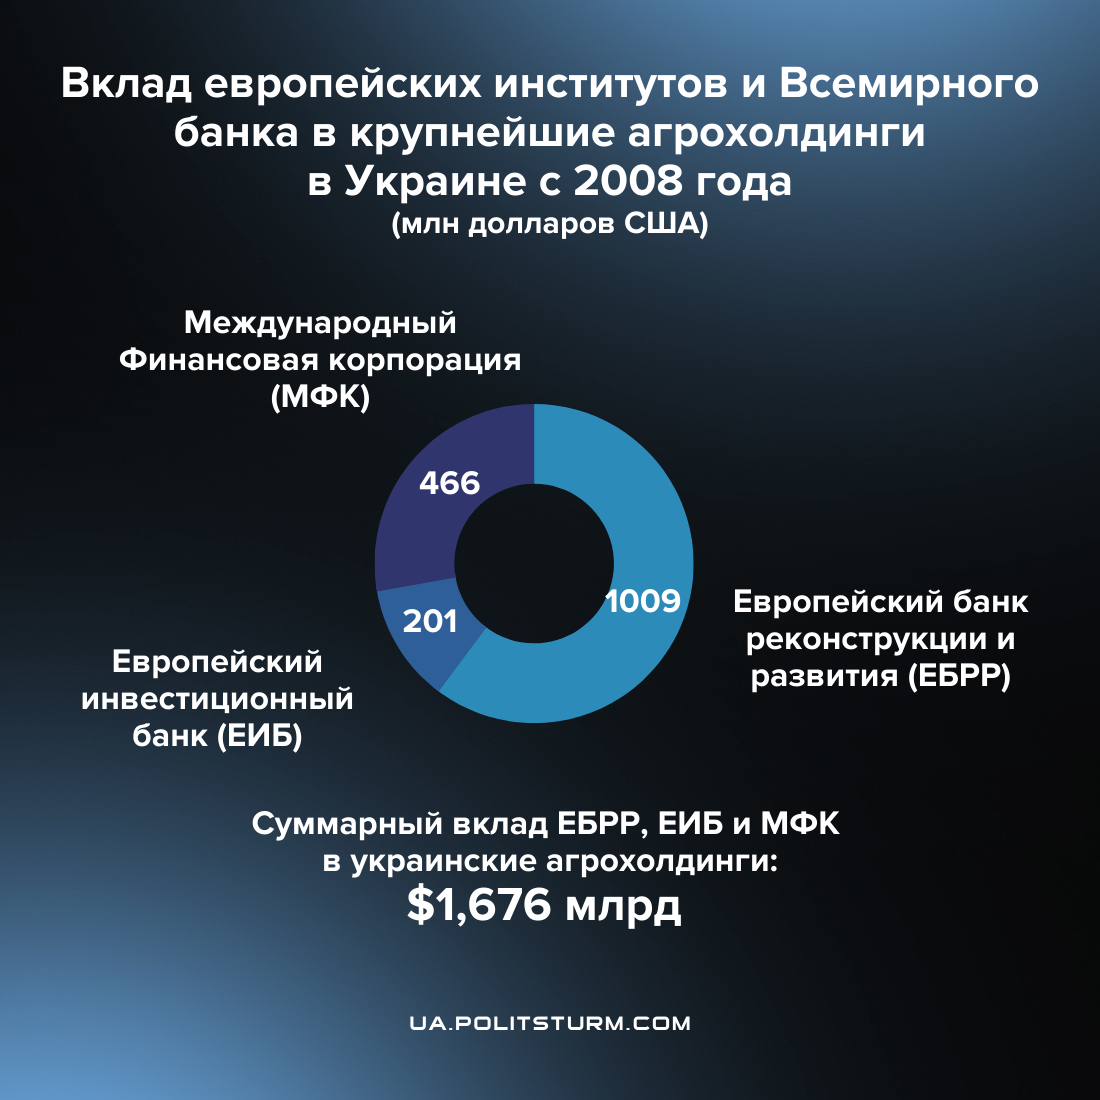 Вклад европейских институтов и Всемирного
банка в крупнейшие агрохолдинги
в Украине с 2008 года
(млн долларов США)
Международный
Финансовая корпорация
(МФК)
466
1009
201
Европейский банк
реконструкции и
развития (ЕБРР)
Европейский
инвестиционный
банк (ЕИБ)
Суммарный вклад ЕБРР, ЕИБ и МФК
в украинские агрохолдинги:
$1,676 млрд
UA.POLITSTURM.COM